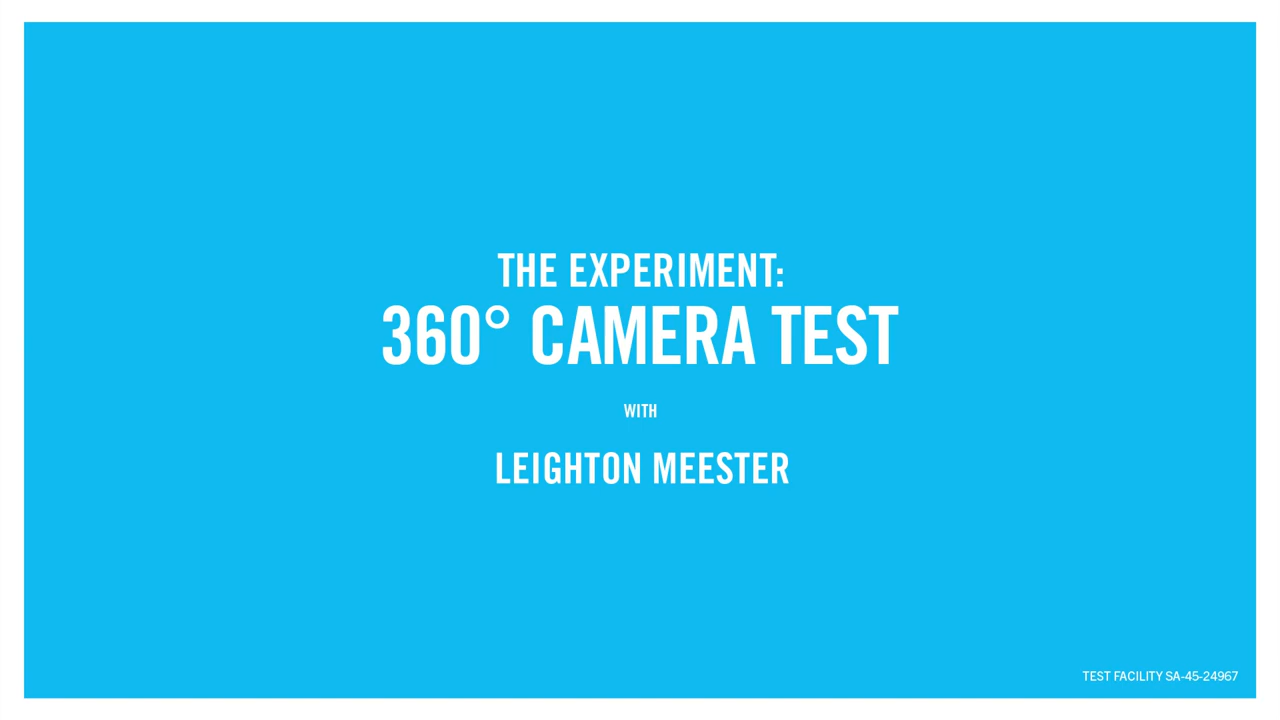 THE EXPERIMENT:
360° CAMERA TEST
WITH
LEIGHTON MEESTER
TEST FACILITY SA-45-24967